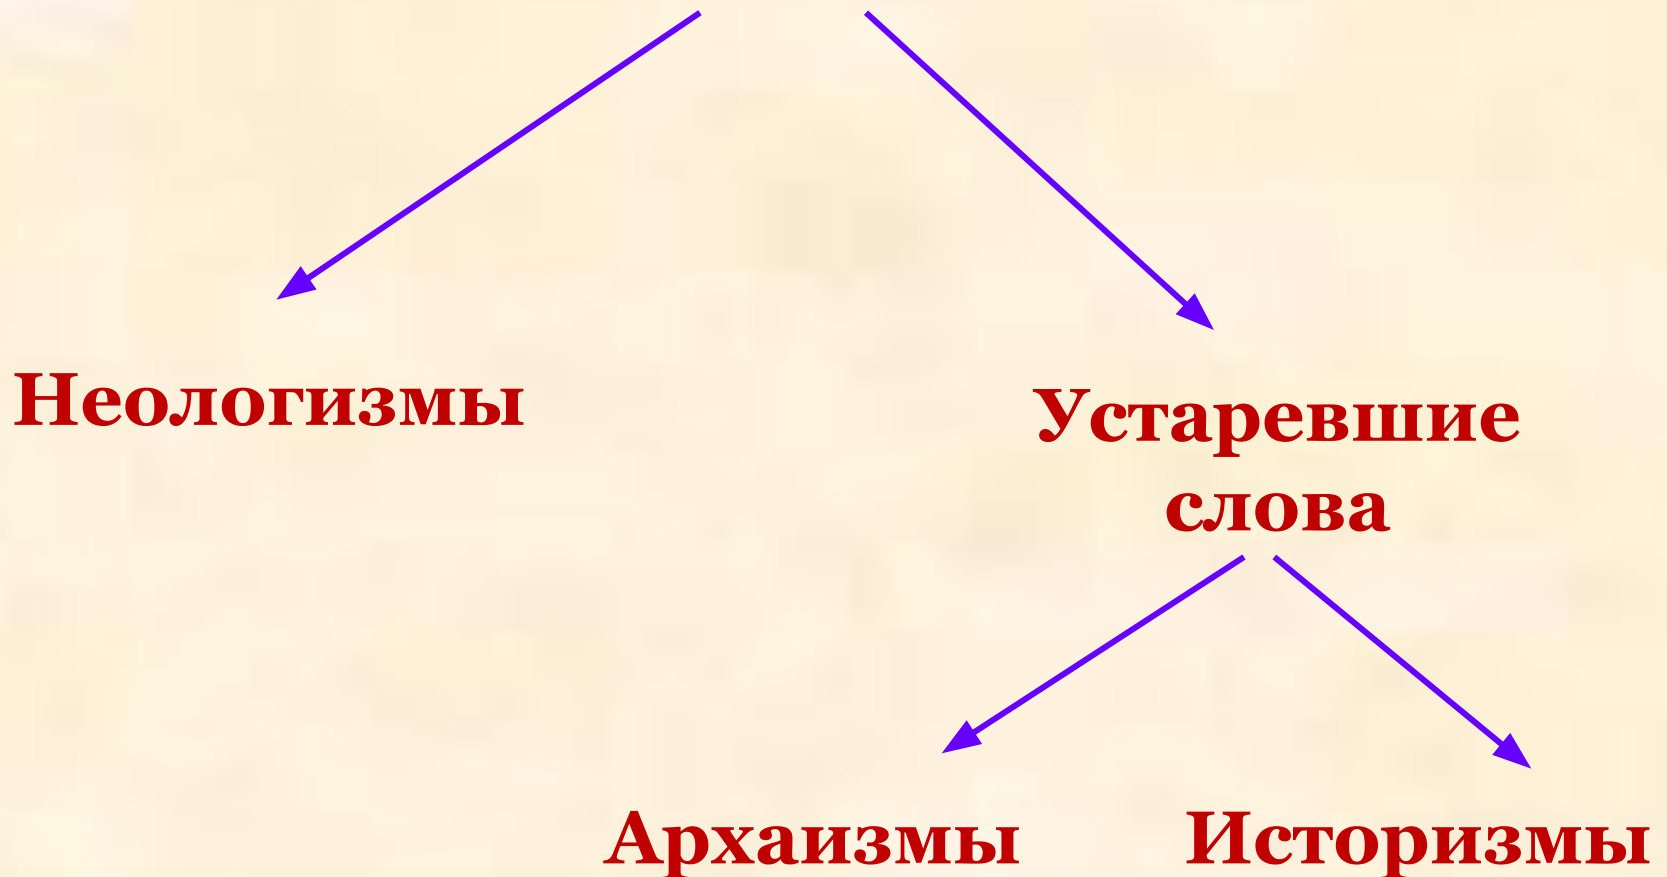 Неологизмы
Устаревшие
слова
Архаизмы
Историзмы